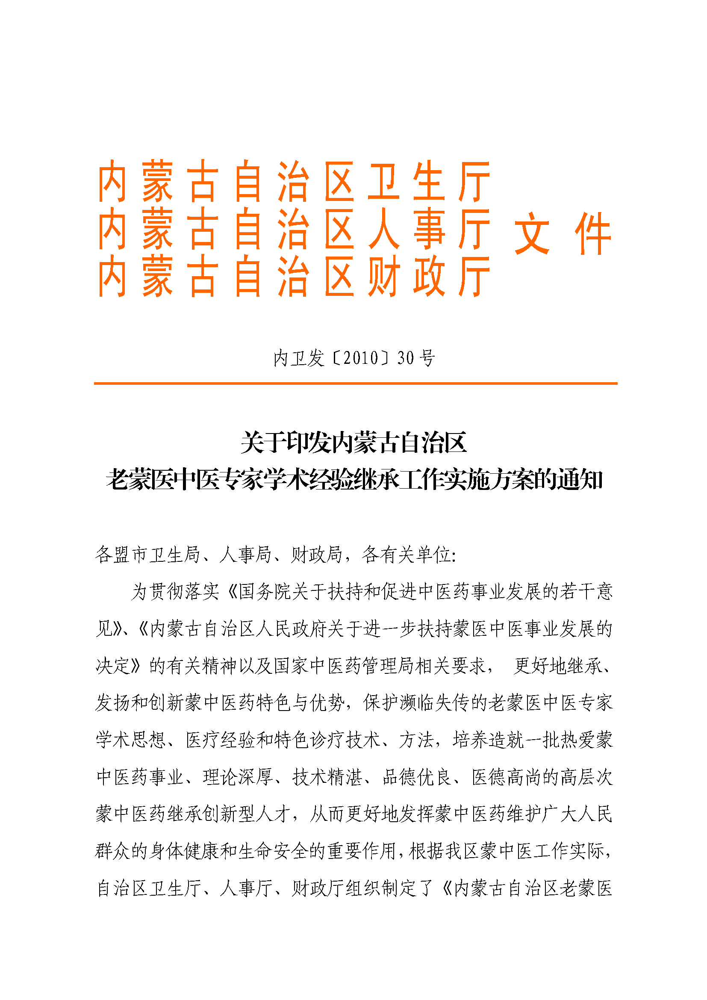 内蒙古自治区卫生厅
内蒙古自治区人事厅 文件
内蒙古自治区财政厅
内卫发〔2010〕30 号
关于印发内蒙古自治区
老蒙医中医专家学术经验继承工作实施方案的通知
各盟市卫生局、人事局、财政局，各有关单位:
为贯彻落实《国务院关于扶持和促进中医药事业发展的若干意
见》、《内蒙古自治区人民政府关于进一步扶持蒙医中医事业发展的
决定》的有关精神以及国家中医药管理局相关要求， 更好地继承、
发扬和创新蒙中医药特色与优势，保护濒临失传的老蒙医中医专家
学术思想、医疗经验和特色诊疗技术、方法，培养造就一批热爱蒙
中医药事业、理论深厚、技术精湛、品德优良、医德高尚的高层次
蒙中医药继承创新型人才，从而更好地发挥蒙中医药维护广大人民
群众的身体健康和生命安全的重要作用，根据我区蒙中医工作实际，
自治区卫生厅、人事厅、财政厅组织制定了《内蒙古自治区老蒙医